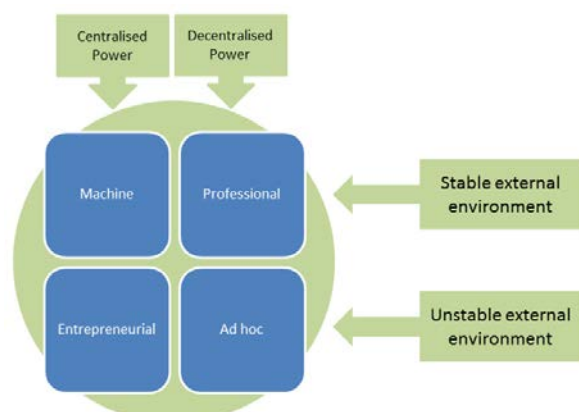 Centralised
Power
Decentralised
Power
Machine
Professional
Stable external
environment
Entrepreneurial
Ad hoc
Unstable external
environment